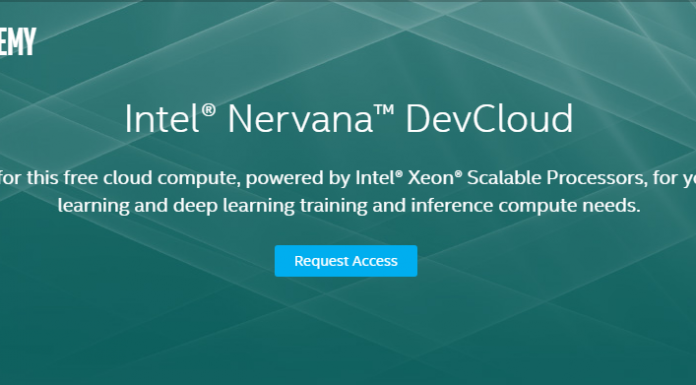 EMY
Intel® Nervana™ DevCloud
for this free cloud compute, powered by Intel® Xeon® Scalable Processors, for
learning and deep learning training and inference compute needs.
Request Access